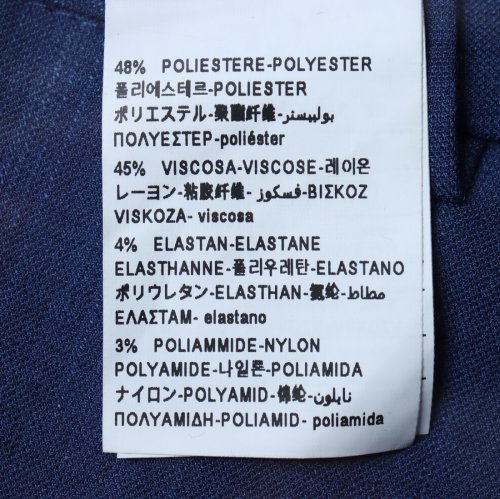 48% POLIESTERE-POLYESTER
폴리에스테르-POLIESTER
ポリエステル-聚酸纤维-بوليستر
ΠΟΛΥΕΣΤΕΡ-poliéster
45% VISCOSA-VISCOSE-레이온
レーヨン-粘胶纤维-فسكوز-ΒΙΣΚΟΖ
VISKOZA- viscosa
4% ELASTAN-ELASTANE
ELASTHANNE-폴리우레탄-ELASTANO
ポリウレタン-ELASTHAN-氨纶-مطاط
ΕΛΑΣΤΑΜ- elastano
3% POLIAMMIDE-NYLON
POLYAMIDE-나일론-POLIAMIDA
ナイロン-POLYAMID-锦纶-نايلون
ΠΟΛΥΑΜΙΔΗ-POLIAMID- poliamida